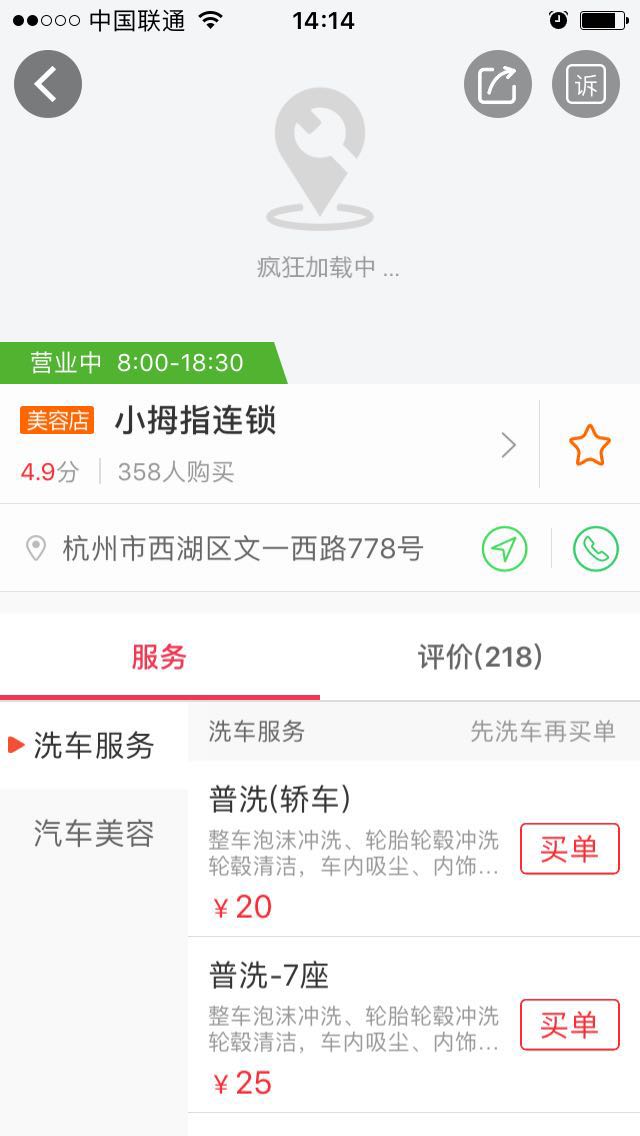 中国联通 14:14
诉
疯狂加载中 ...
营业中 8:00-18:30
美容店 小拇指连锁
4.9分 358人购买
杭州市西湖区文一西路778号
服务 评价(218)
洗车服务
汽车美容
洗车服务 先洗车再买单
普洗(轿车)
整车泡沫冲洗、轮胎轮毂冲洗
轮毂清洁，车内吸尘、内饰...
买单
￥20
普洗-7座
整车泡沫冲洗、轮胎轮毂冲洗
轮毂清洁，车内吸尘、内饰...
买单
￥25